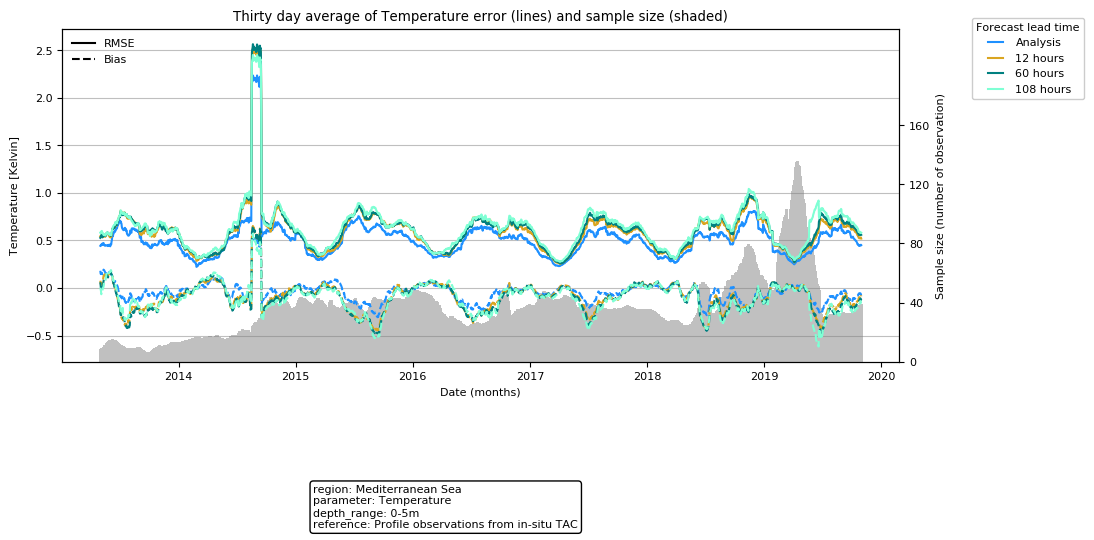 Thirty day average of Temperature error (lines) and sample size (shaded)
RMSE
Bias
Forecast lead time
Analysis
12 hours
60 hours
108 hours
Temperature [Kelvin]
2.5
2.0
1.5
1.0
0.5
0.0
−0.5
Sample size (number of observation)
160
120
80
40
0
2014 2015 2016 2017 2018 2019 2020
Date (months)
region: Mediterranean Sea
parameter: Temperature
depth_range: 0-5m
reference: Profile observations from in-situ TAC